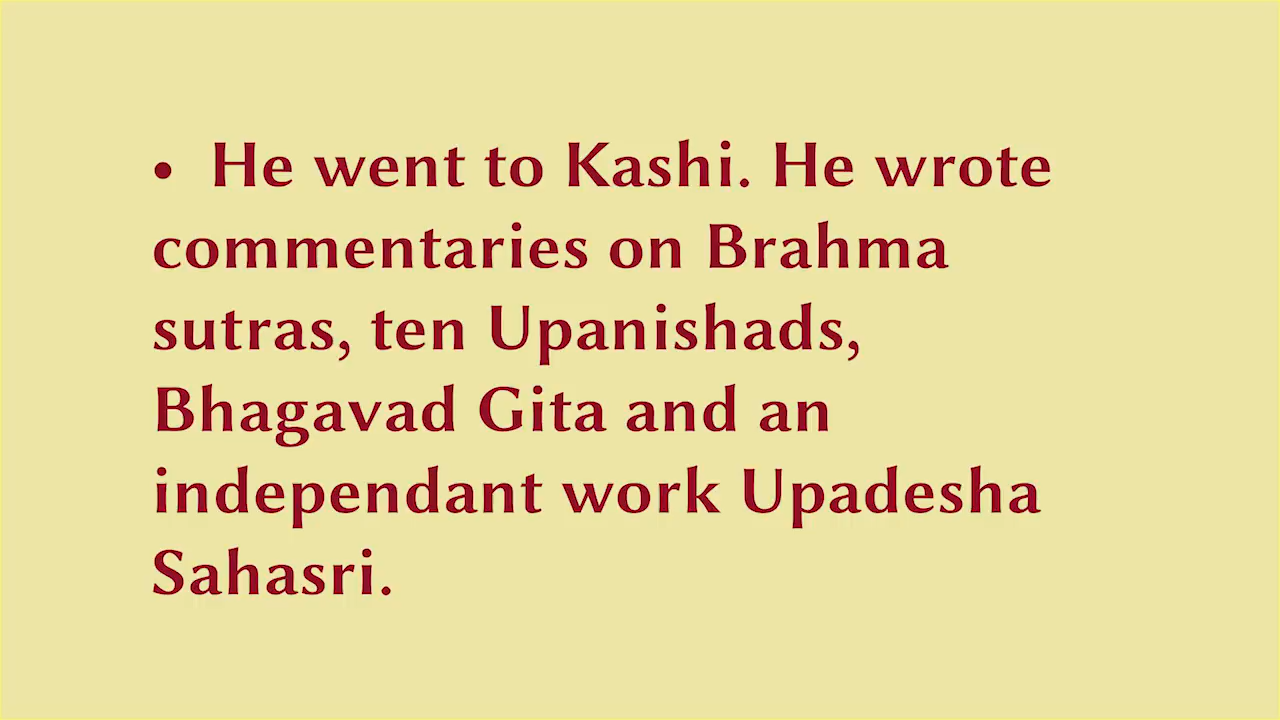 • He went to Kashi. He wrote
commentaries on Brahma
sutras, ten Upanishads,
Bhagavad Gita and an
independant work Upadesha
Sahasri.